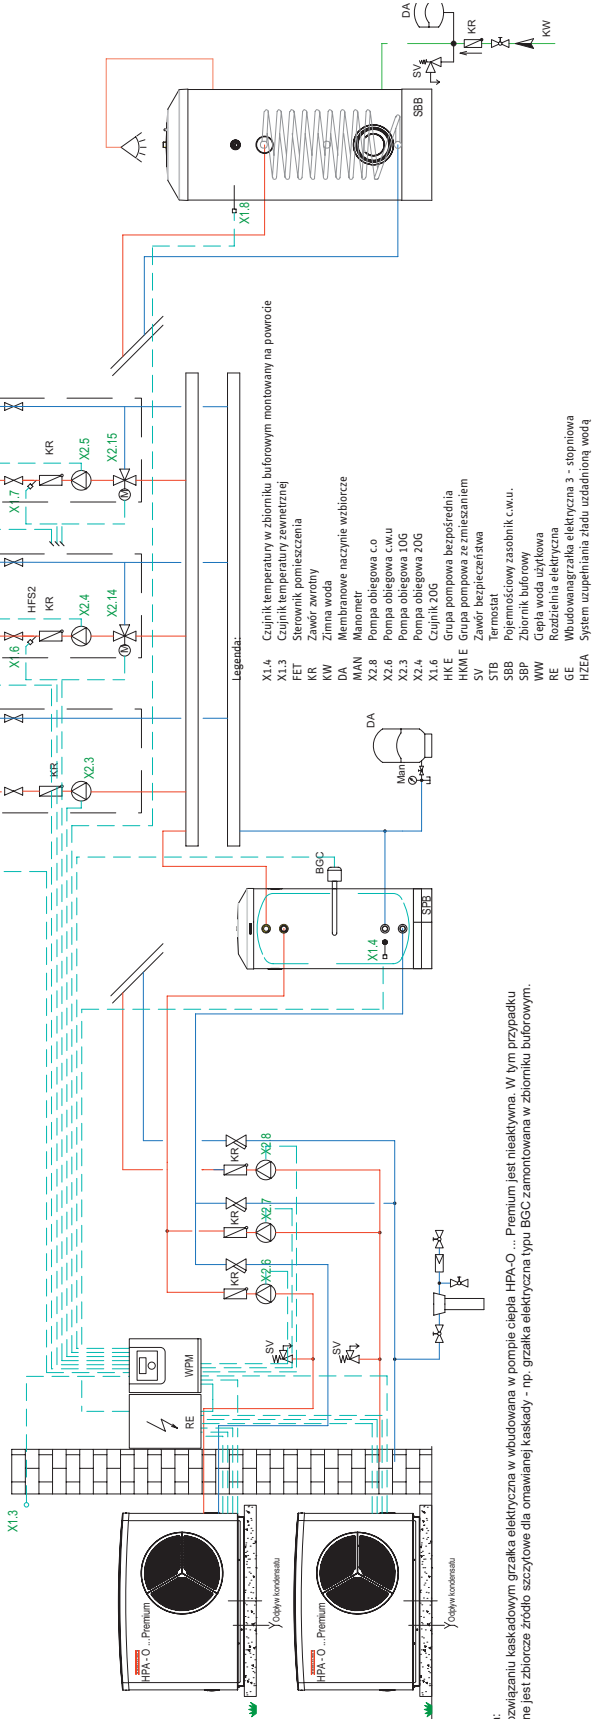 DA
KR
KW
SV
SBB
X1.8
KR
X2.5
X2.15
X1.7
M
HFS2
KR
X2.4
X2.14
X1.6
M
KR
X2.3
Legenda:
X1.4 Czujnik temperatury w zbiorniku buforowym montowany na powrocie
X1.3 Czujnik temperatury zewnetrznej
FET Sterownik pomieszczenia
KR Zawór zwrotny
KW Zimna woda
DA Membranowe naczynie wzbiorcze
MAN Manometr
X2.8 Pompa obiegowa c.o
X2.6 Pompa obiegowa c.w.u
X2.3 Pompa obiegowa 1OG
X2.4 Pompa obiegowa 2OG
X1.6 Czujnik 2OG
HK E Grupa pompowa bezpośrednia
HKM E Grupa pompowa ze zmieszaniem
SV Zawór bezpieczeństwa
STB Termostat
SBB Pojemnościowy zasobnik c.w.u.
SBP Zbiornik buforowy
WW Ciepła woda użytkowa
RE Rozdzielnia elektryczna
GE Wbudowanagrzałka elektryczna 3 - stopniowa
HZEA System uzupełniania zładu uzdadnioną wodą
DA
Man
BGC
SPB
X1.4
KR
X2.8
KR
X2.7
KR
X2.6
SV
SV
WPM
RE
X1.3
HPA - O ... Premium
Odpływ kondensatu
HPA - O ... Premium
Odpływ kondensatu
ozwiązaniu kaskadowym grzałka elektryczna w wbudowana w pompie ciepła HPA-O ... Premium jest nieaktywna. W tym przypadku
ne jest zbiorcze źródło szczytowe dla omawianej kaskady - np. grzałka elektryczna typu BGC zamontowana w zbiorniku buforowym.